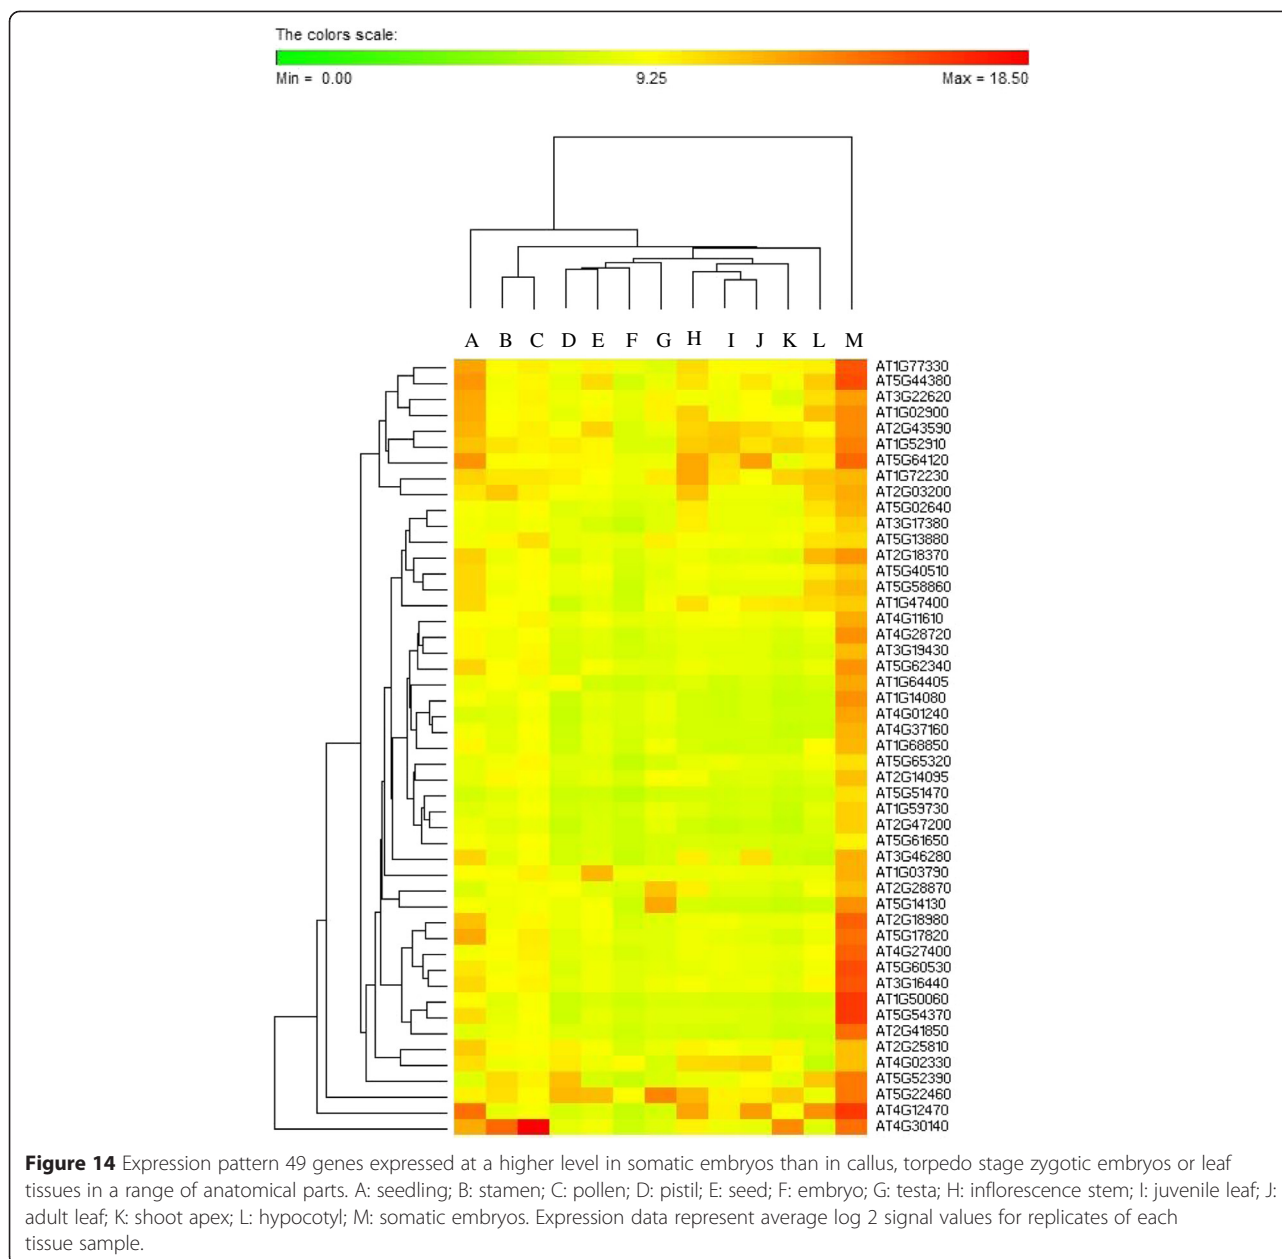 The colors scale:
Min = 0.00 9.25 Max = 18.50
A B C D E F G H I J K L M
AT1G77330
AT5G44380
AT3G22620
AT1G02900
AT2G43590
AT1G52910
AT5G64120
AT1G72230
AT2G03200
AT5G02640
AT3G17380
AT5G13880
AT2G18370
AT5G40510
AT5G58860
AT1G47400
AT4G11610
AT4G28720
AT3G19430
AT5G62340
AT1G64405
AT1G14080
AT4G01240
AT4G37160
AT1G68850
AT5G65320
AT2G14095
AT5G51470
AT1G59730
AT2G47200
AT5G61650
AT3G46280
AT1G03790
AT2G28870
AT5G14130
AT2G18980
AT5G17820
AT4G27400
AT5G60530
AT3G16440
AT1G50060
AT5G54370
AT2G41850
AT2G25810
AT4G02330
AT5G52390
AT5G22460
AT4G12470
AT4G30140
Figure 14 Expression pattern 49 genes expressed at a higher level in somatic embryos than in callus, torpedo stage zygotic embryos or leaf
tissues in a range of anatomical parts. A: seedling; B: stamen; C: pollen; D: pistil; E: seed; F: embryo; G: testa; H: inflorescence stem; I: juvenile leaf; J:
adult leaf; K: shoot apex; L: hypocotyl; M: somatic embryos. Expression data represent average log 2 signal values for replicates of each
tissue sample.